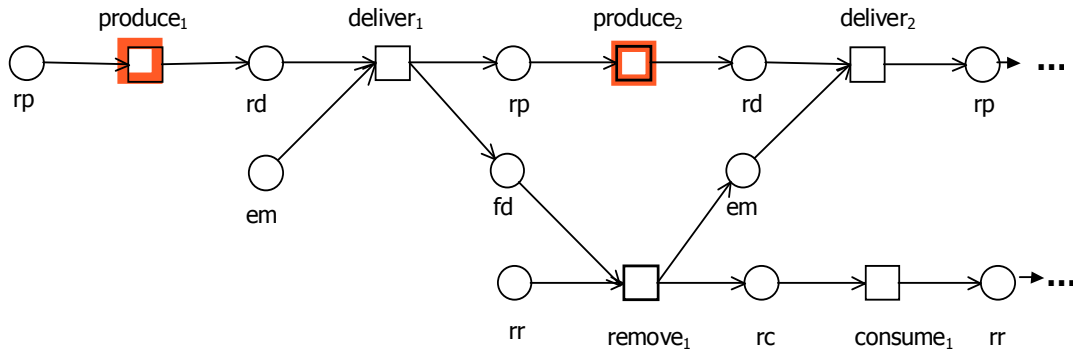 produce₁ deliver₁ produce₂ deliver₂
rp rd rp rd rp ...
em fd em
rr remove₁ rc consume₁ rr ...